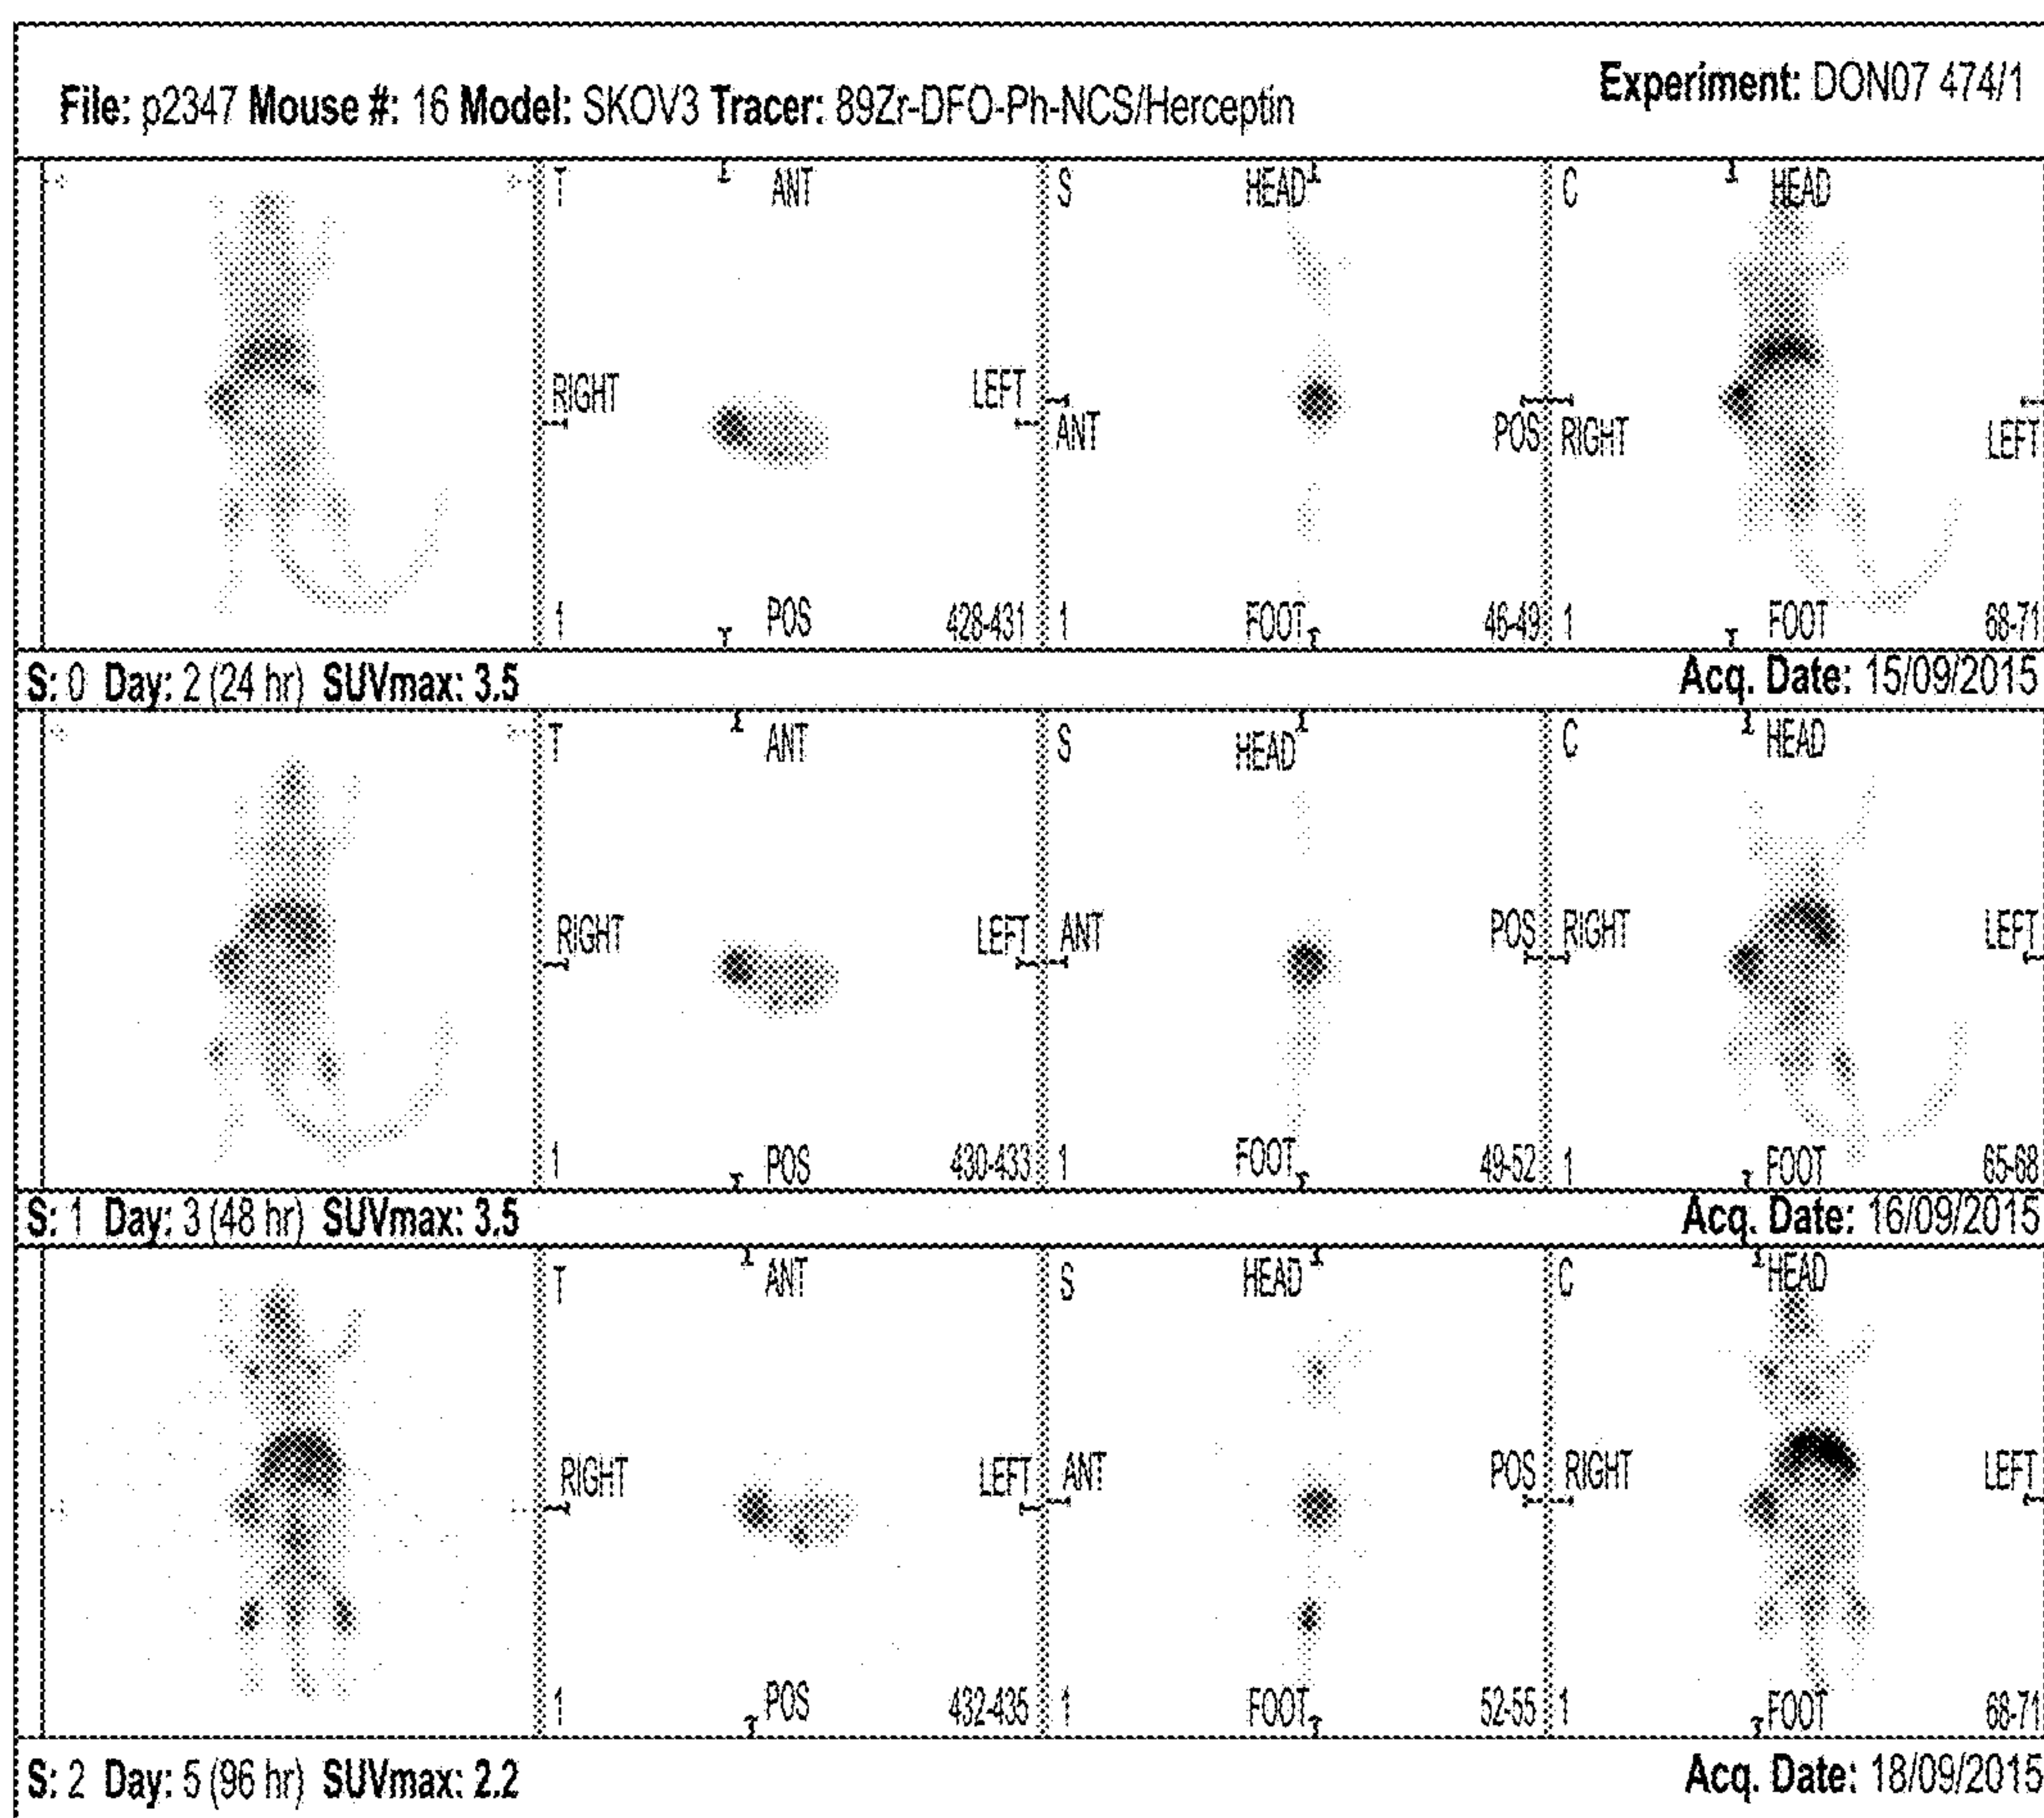 File: p2347 Mouse #: 16 Model: SKOV3 Tracer: 89Zr-DFO-Ph-NCS/Herceptin
Experiment: DON07 474/1
T ANT S HEAD C HEAD
RIGHT LEFT ANT POS RIGHT LEFT
1 POS 428-431 1 FOOT 46-49 1 FOOT 68-71
S: 0 Day: 2 (24 hr) SUVmax: 3.5 Acq. Date: 15/09/2015
T ANT S HEAD C HEAD
RIGHT LEFT ANT POS RIGHT LEFT
1 POS 430-433 1 FOOT 49-52 1 FOOT 65-68
S: 1 Day: 3 (48 hr) SUVmax: 3.5 Acq. Date: 16/09/2015
T ANT S HEAD C HEAD
RIGHT LEFT ANT POS RIGHT LEFT
1 POS 432-435 1 FOOT 52-55 1 FOOT 68-71
S: 2 Day: 5 (96 hr) SUVmax: 2.2 Acq. Date: 18/09/2015